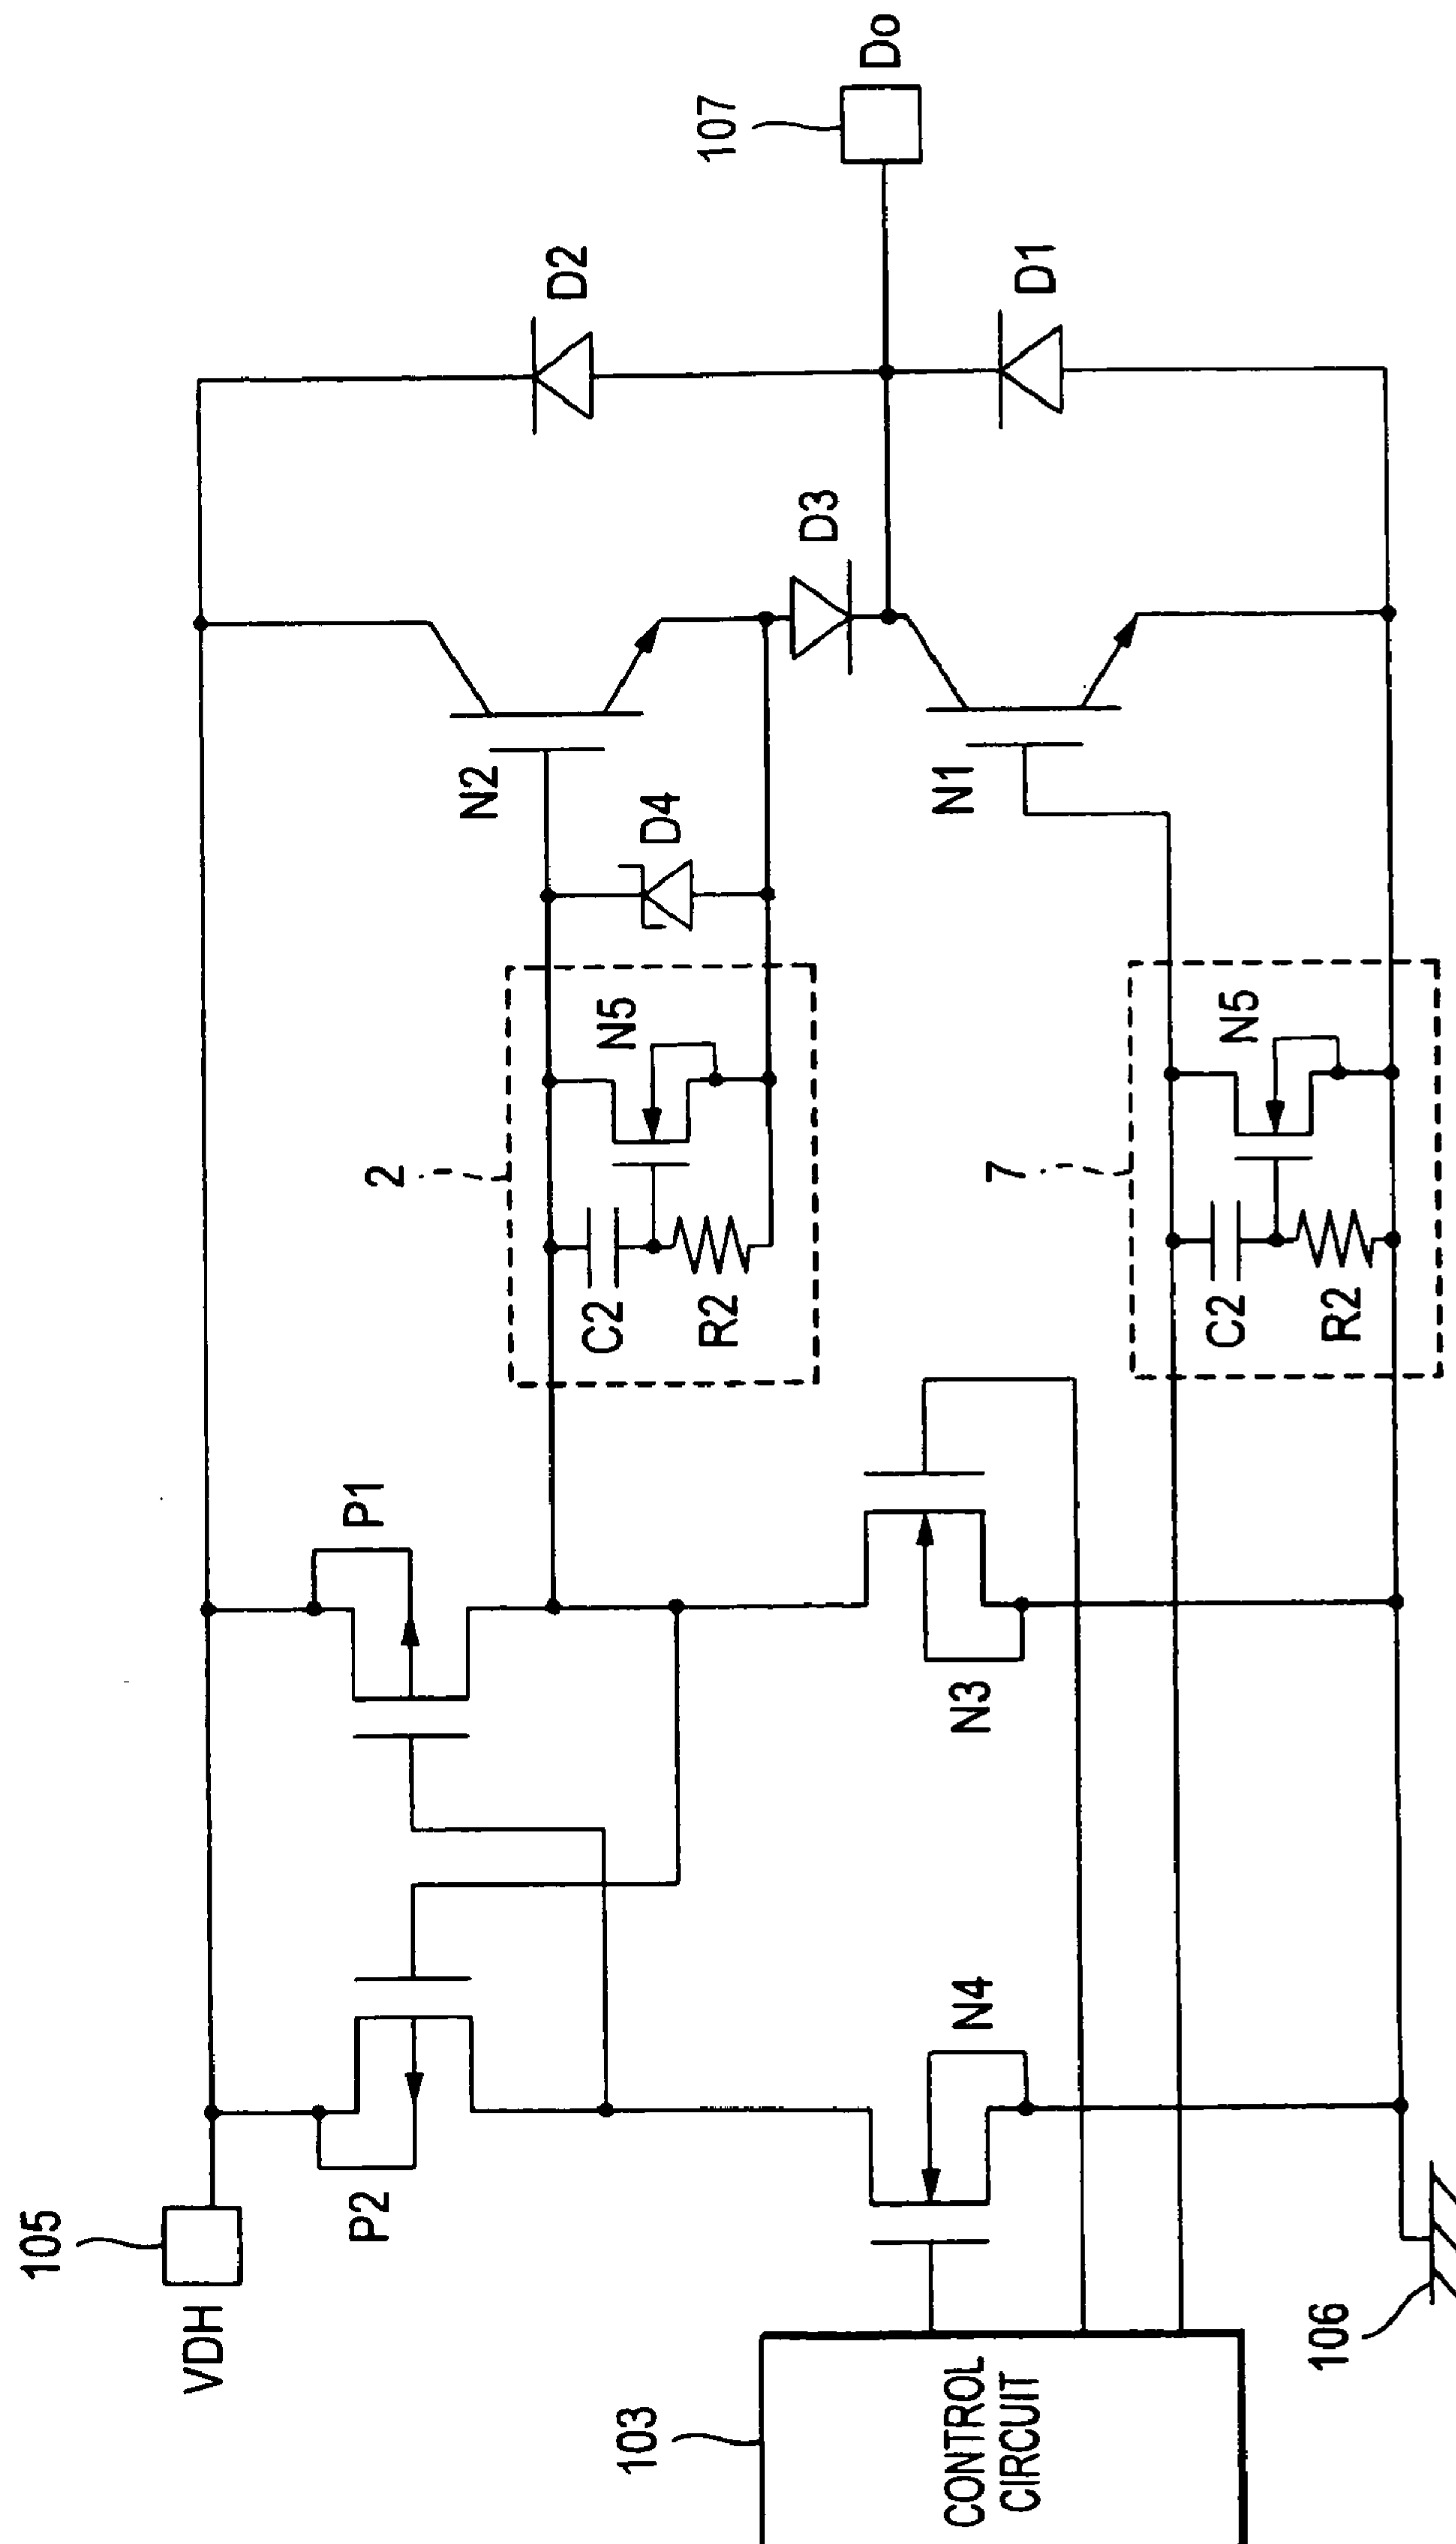 105
VDH
P2
P1
103
CONTROL
CIRCUIT
N4
N3
106
2
C2
R2
N5
D4
N2
7
C2
R2
N5
N1
D3
D2
D1
107
Do